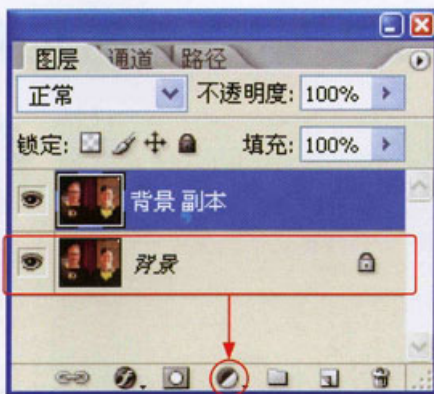 图层 通道 路径
正常 不透明度: 100%
锁定: 填充: 100%
背景 副本
背景